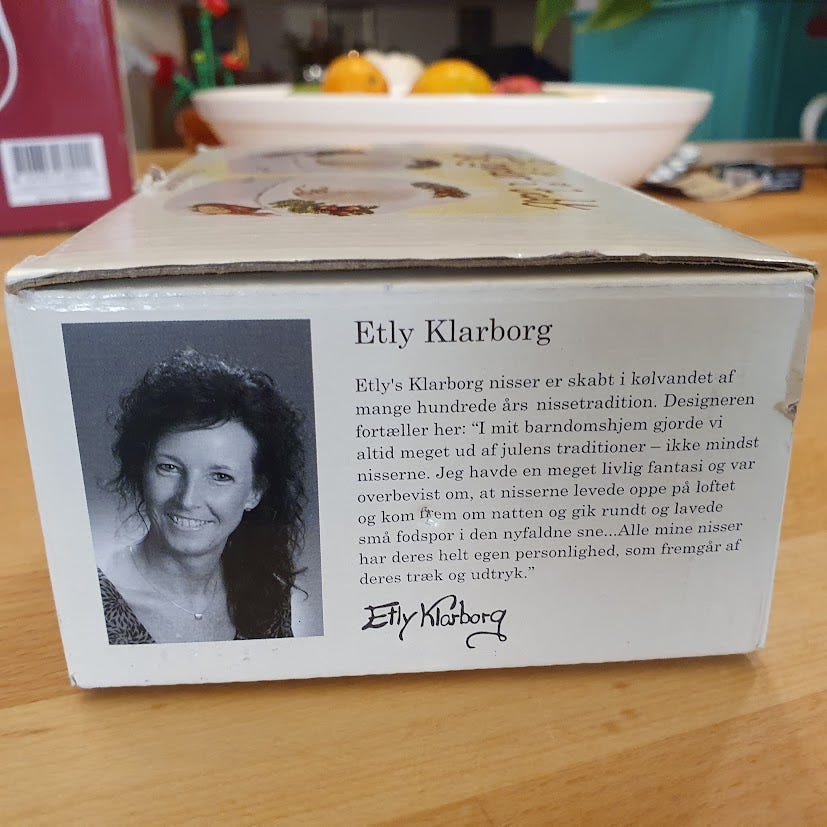 Etly Klarborg
Etly's Klarborg nisser er skabt i kølvandet af
mange hundrede års nissetradition. Designeren
fortæller her: “I mit barndomshjem gjorde vi
altid meget ud af julens traditioner – ikke mindst
nisserne. Jeg havde en meget livlig fantasi og var
overbevist om, at nisserne levede oppe på loftet
og kom frem om natten og gik rundt og lavede
små fodspor i den nyfaldne sne...Alle mine nisser
har deres helt egen personlighed, som fremgår af
deres træk og udtryk.”
Etly Klarborg